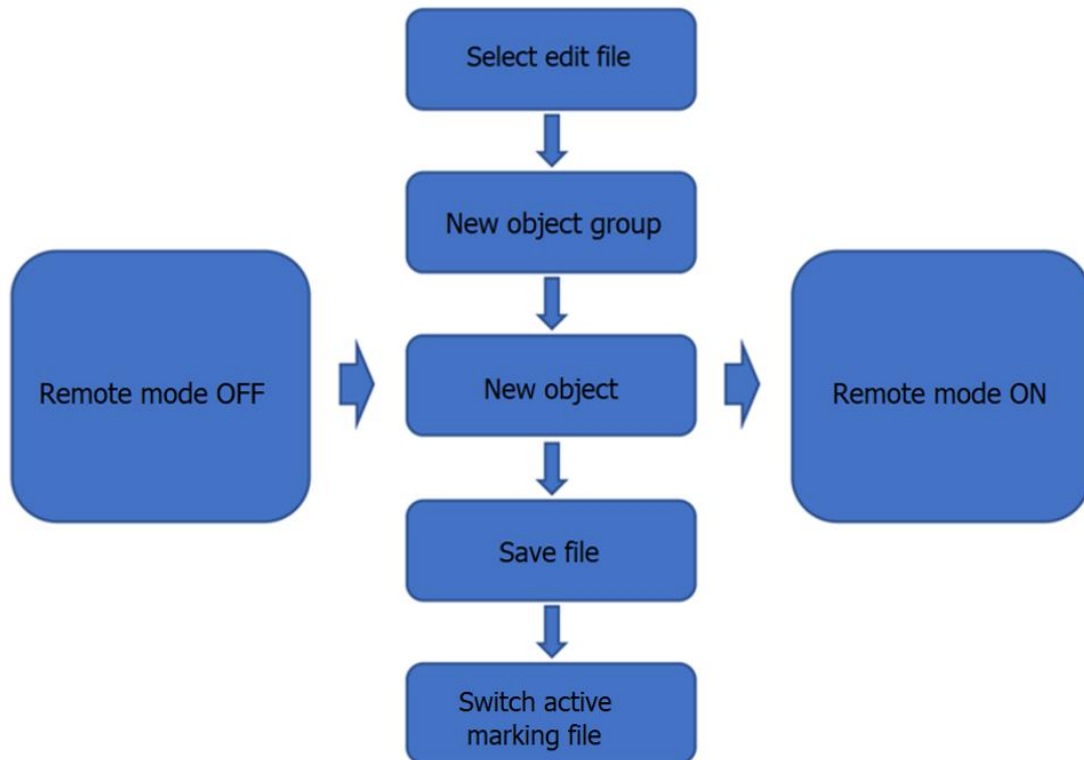 Select edit file
New object group
Remote mode OFF
New object
Remote mode ON
Save file
Switch active
marking file